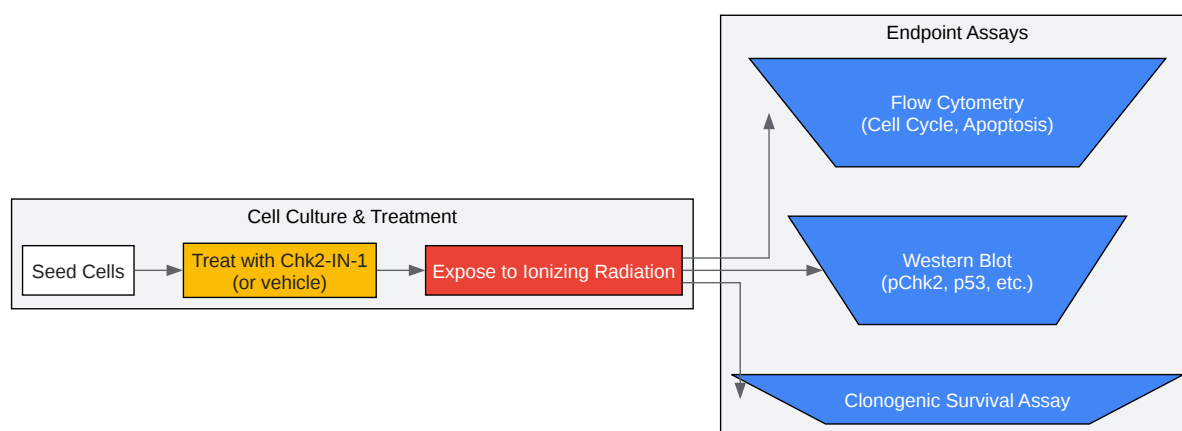 Endpoint Assays
Flow Cytometry
(Cell Cycle, Apoptosis)
Cell Culture & Treatment
Seed Cells
Treat with Chk2-IN-1
(or vehicle)
Expose to Ionizing Radiation
Western Blot
(pChk2, p53, etc.)
Clonogenic Survival Assay